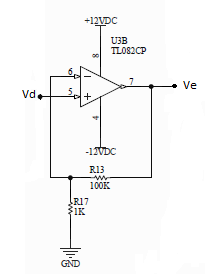 +12VDC
8
U3B
TL082CP
6
−
7
Ve
Vd
5
+
4
-12VDC
R13
100K
R17
1K
GND